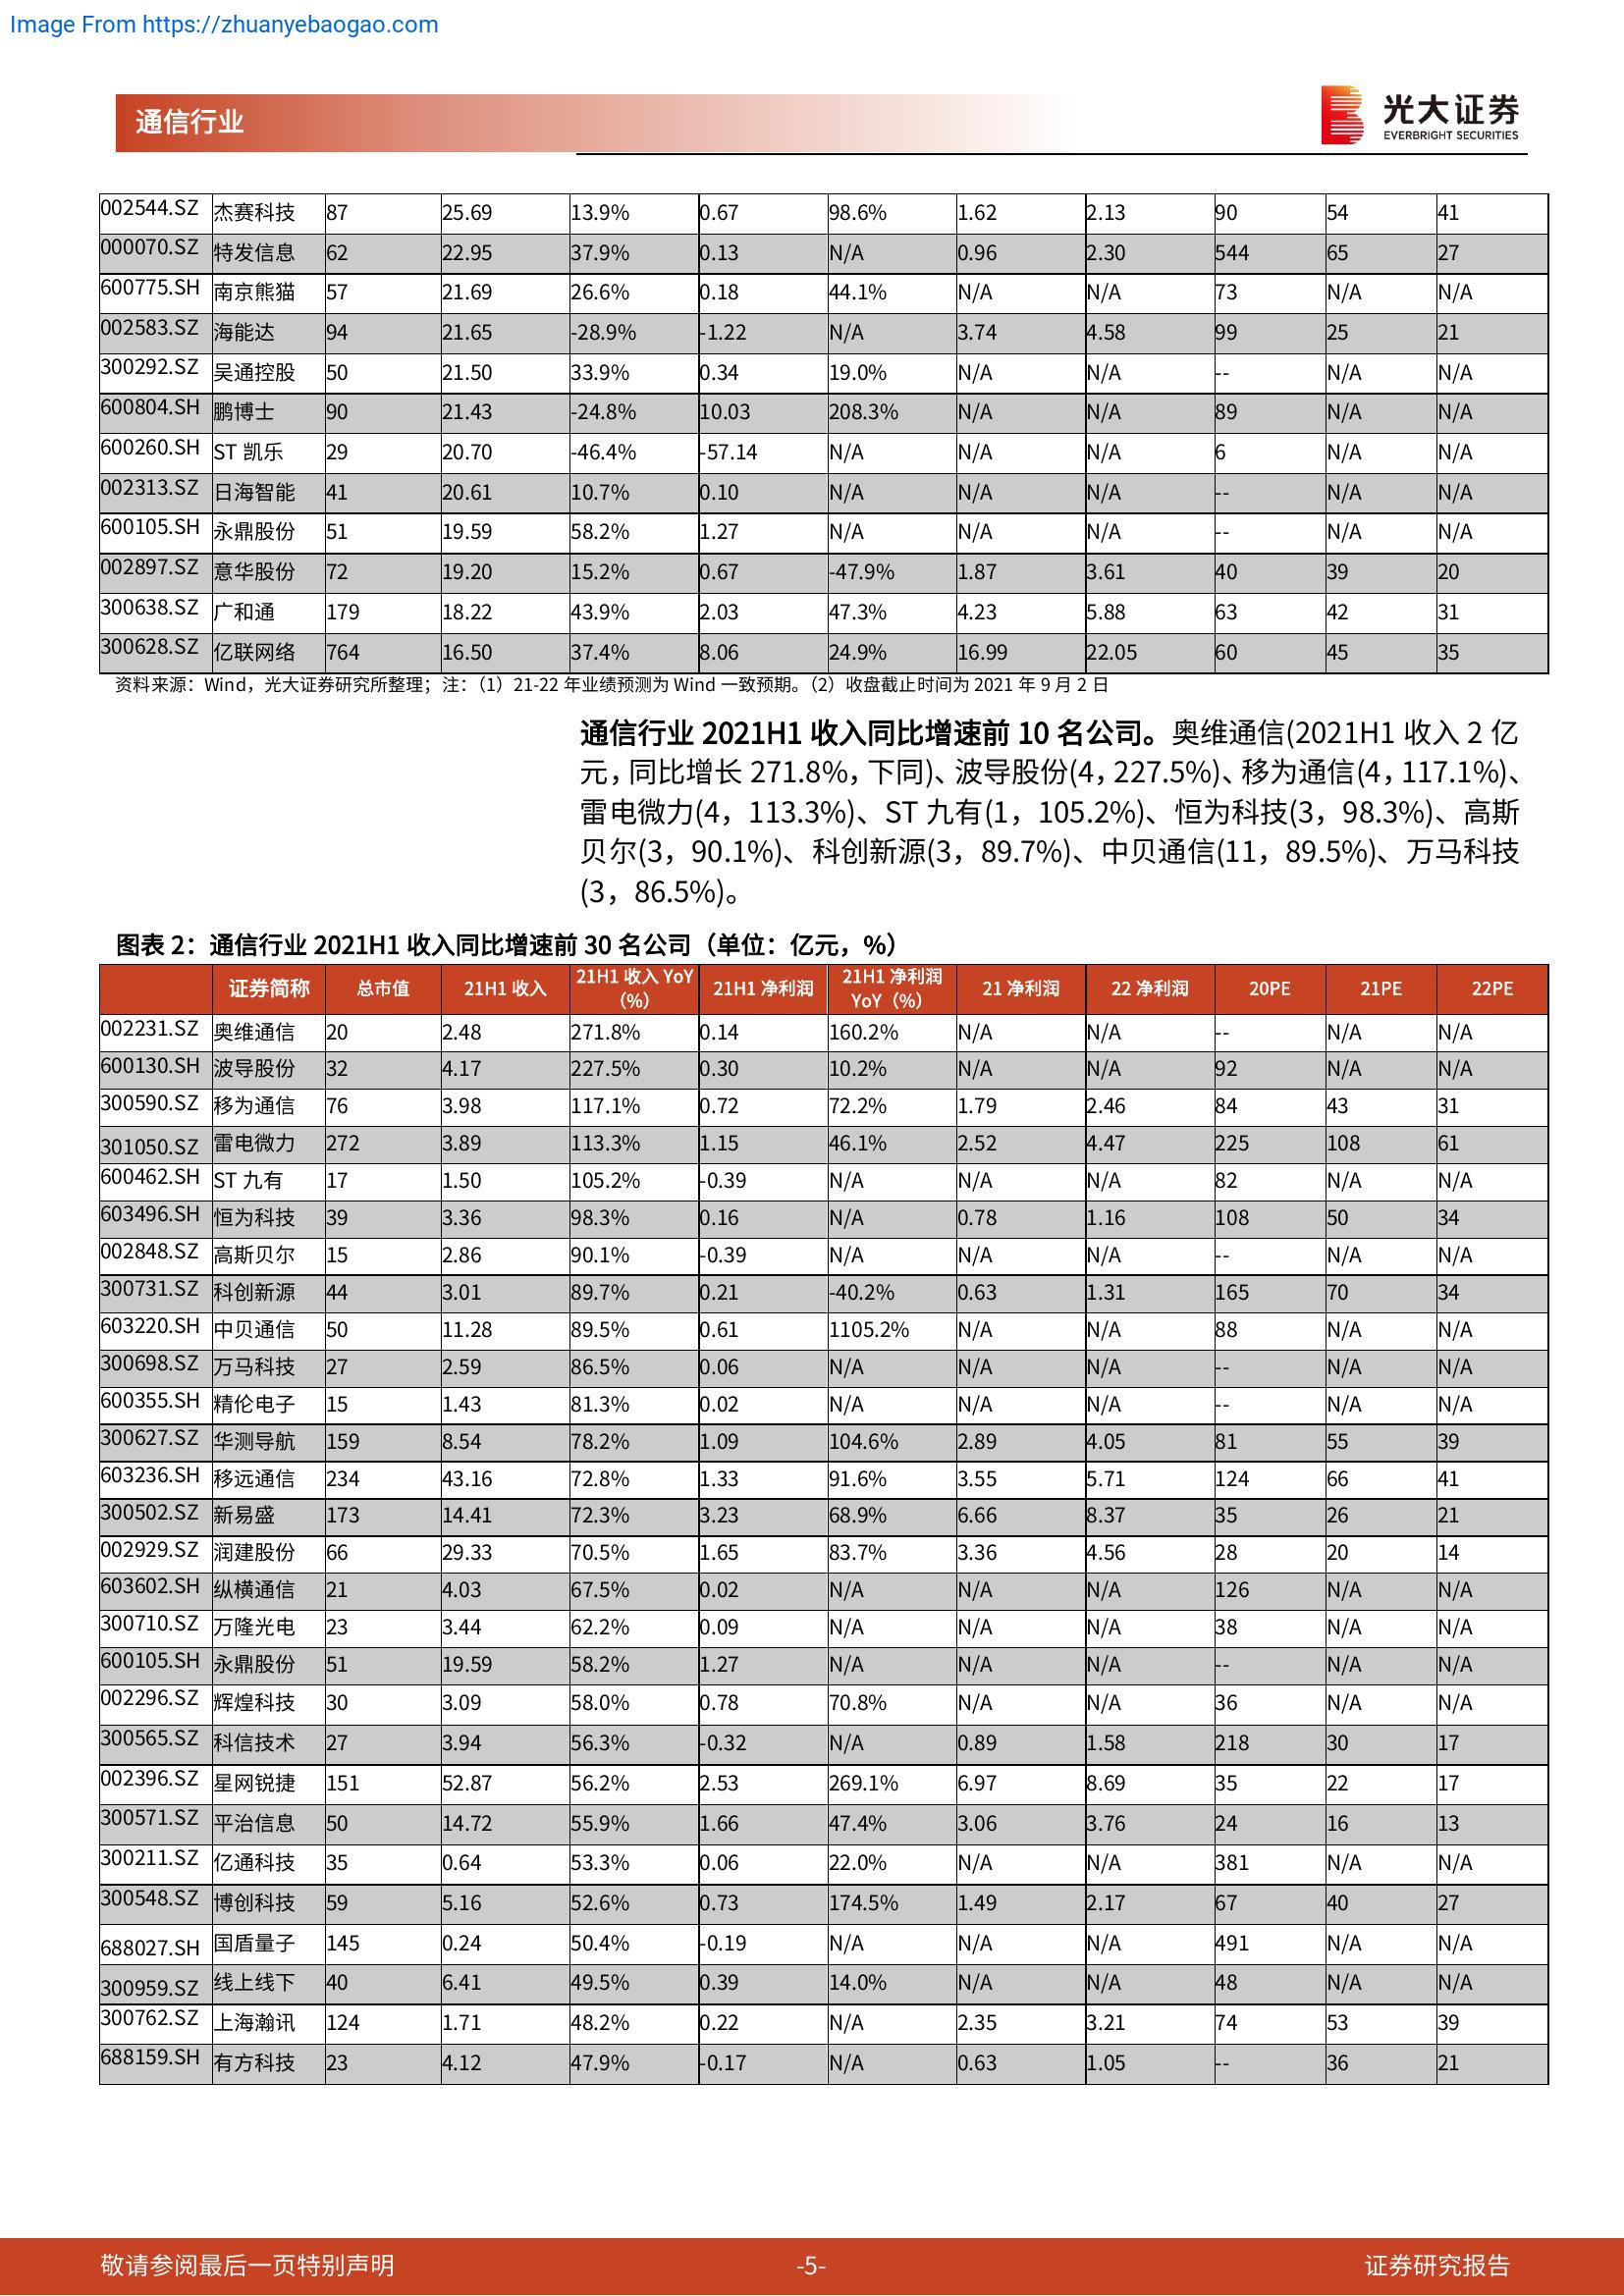 Image From https://zhuanyebaogao.com
通信行业
光大证券
EVERBRIGHT SECURITIES
002544.SZ 杰赛科技 87 25.69 13.9% 0.67 98.6% 1.62 2.13 90 54 41
000070.SZ 特发信息 62 22.95 37.9% 0.13 N/A 0.96 2.30 544 65 27
600775.SH 南京熊猫 57 21.69 26.6% 0.18 44.1% N/A N/A 73 N/A N/A
002583.SZ 海能达 94 21.65 -28.9% -1.22 N/A 3.74 4.58 99 25 21
300292.SZ 吴通控股 50 21.50 33.9% 0.34 19.0% N/A N/A -- N/A N/A
600804.SH 鹏博士 90 21.43 -24.8% 10.03 208.3% N/A N/A 89 N/A N/A
600260.SH ST 凯乐 29 20.70 -46.4% -57.14 N/A N/A N/A 6 N/A N/A
002313.SZ 日海智能 41 20.61 10.7% 0.10 N/A N/A N/A -- N/A N/A
600105.SH 永鼎股份 51 19.59 58.2% 1.27 N/A N/A N/A -- N/A N/A
002897.SZ 意华股份 72 19.20 15.2% 0.67 -47.9% 1.87 3.61 40 39 20
300638.SZ 广和通 179 18.22 43.9% 2.03 47.3% 4.23 5.88 63 42 31
300628.SZ 亿联网络 764 16.50 37.4% 8.06 24.9% 16.99 22.05 60 45 35
资料来源：Wind，光大证券研究所整理；注：（1）21-22 年业绩预测为 Wind 一致预期。（2）收盘截止时间为 2021 年 9 月 2 日
通信行业 2021H1 收入同比增速前 10 名公司。奥维通信(2021H1 收入 2 亿
元，同比增长 271.8%，下同)、波导股份(4，227.5%)、移为通信(4，117.1%)、
雷电微力(4，113.3%)、ST 九有(1，105.2%)、恒为科技(3，98.3%)、高斯
贝尔(3，90.1%)、科创新源(3，89.7%)、中贝通信(11，89.5%)、万马科技
(3，86.5%)。
图表 2：通信行业 2021H1 收入同比增速前 30 名公司（单位：亿元，%）
证券简称 总市值 21H1 收入 21H1 收入 YoY（%） 21H1 净利润 21H1 净利润 YoY（%） 21 净利润 22 净利润 20PE 21PE 22PE
002231.SZ 奥维通信 20 2.48 271.8% 0.14 160.2% N/A N/A -- N/A N/A
600130.SH 波导股份 32 4.17 227.5% 0.30 10.2% N/A N/A 92 N/A N/A
300590.SZ 移为通信 76 3.98 117.1% 0.72 72.2% 1.79 2.46 84 43 31
301050.SZ 雷电微力 272 3.89 113.3% 1.15 46.1% 2.52 4.47 225 108 61
600462.SH ST 九有 17 1.50 105.2% -0.39 N/A N/A N/A 82 N/A N/A
603496.SH 恒为科技 39 3.36 98.3% 0.16 N/A 0.78 1.16 108 50 34
002848.SZ 高斯贝尔 15 2.86 90.1% -0.39 N/A N/A N/A -- N/A N/A
300731.SZ 科创新源 44 3.01 89.7% 0.21 -40.2% 0.63 1.31 165 70 34
603220.SH 中贝通信 50 11.28 89.5% 0.61 1105.2% N/A N/A 88 N/A N/A
300698.SZ 万马科技 27 2.59 86.5% 0.06 N/A N/A N/A -- N/A N/A
600355.SH 精伦电子 15 1.43 81.3% 0.02 N/A N/A N/A -- N/A N/A
300627.SZ 华测导航 159 8.54 78.2% 1.09 104.6% 2.89 4.05 81 55 39
603236.SH 移远通信 234 43.16 72.8% 1.33 91.6% 3.55 5.71 124 66 41
300502.SZ 新易盛 173 14.41 72.3% 3.23 68.9% 6.66 8.37 35 26 21
002929.SZ 润建股份 66 29.33 70.5% 1.65 83.7% 3.36 4.56 28 20 14
603602.SH 纵横通信 21 4.03 67.5% 0.02 N/A N/A N/A 126 N/A N/A
300710.SZ 万隆光电 23 3.44 62.2% 0.09 N/A N/A N/A 38 N/A N/A
600105.SH 永鼎股份 51 19.59 58.2% 1.27 N/A N/A N/A -- N/A N/A
002296.SZ 辉煌科技 30 3.09 58.0% 0.78 70.8% N/A N/A 36 N/A N/A
300565.SZ 科信技术 27 3.94 56.3% -0.32 N/A 0.89 1.58 218 30 17
002396.SZ 星网锐捷 151 52.87 56.2% 2.53 269.1% 6.97 8.69 35 22 17
300571.SZ 平治信息 50 14.72 55.9% 1.66 47.4% 3.06 3.76 24 16 13
300211.SZ 亿通科技 35 0.64 53.3% 0.06 22.0% N/A N/A 381 N/A N/A
300548.SZ 博创科技 59 5.16 52.6% 0.73 174.5% 1.49 2.17 67 40 27
688027.SH 国盾量子 145 0.24 50.4% -0.19 N/A N/A N/A 491 N/A N/A
300959.SZ 线上线下 40 6.41 49.5% 0.39 14.0% N/A N/A 48 N/A N/A
300762.SZ 上海瀚讯 124 1.71 48.2% 0.22 N/A 2.35 3.21 74 53 39
688159.SH 有方科技 23 4.12 47.9% -0.17 N/A 0.63 1.05 -- 36 21
敬请参阅最后一页特别声明 -5- 证券研究报告